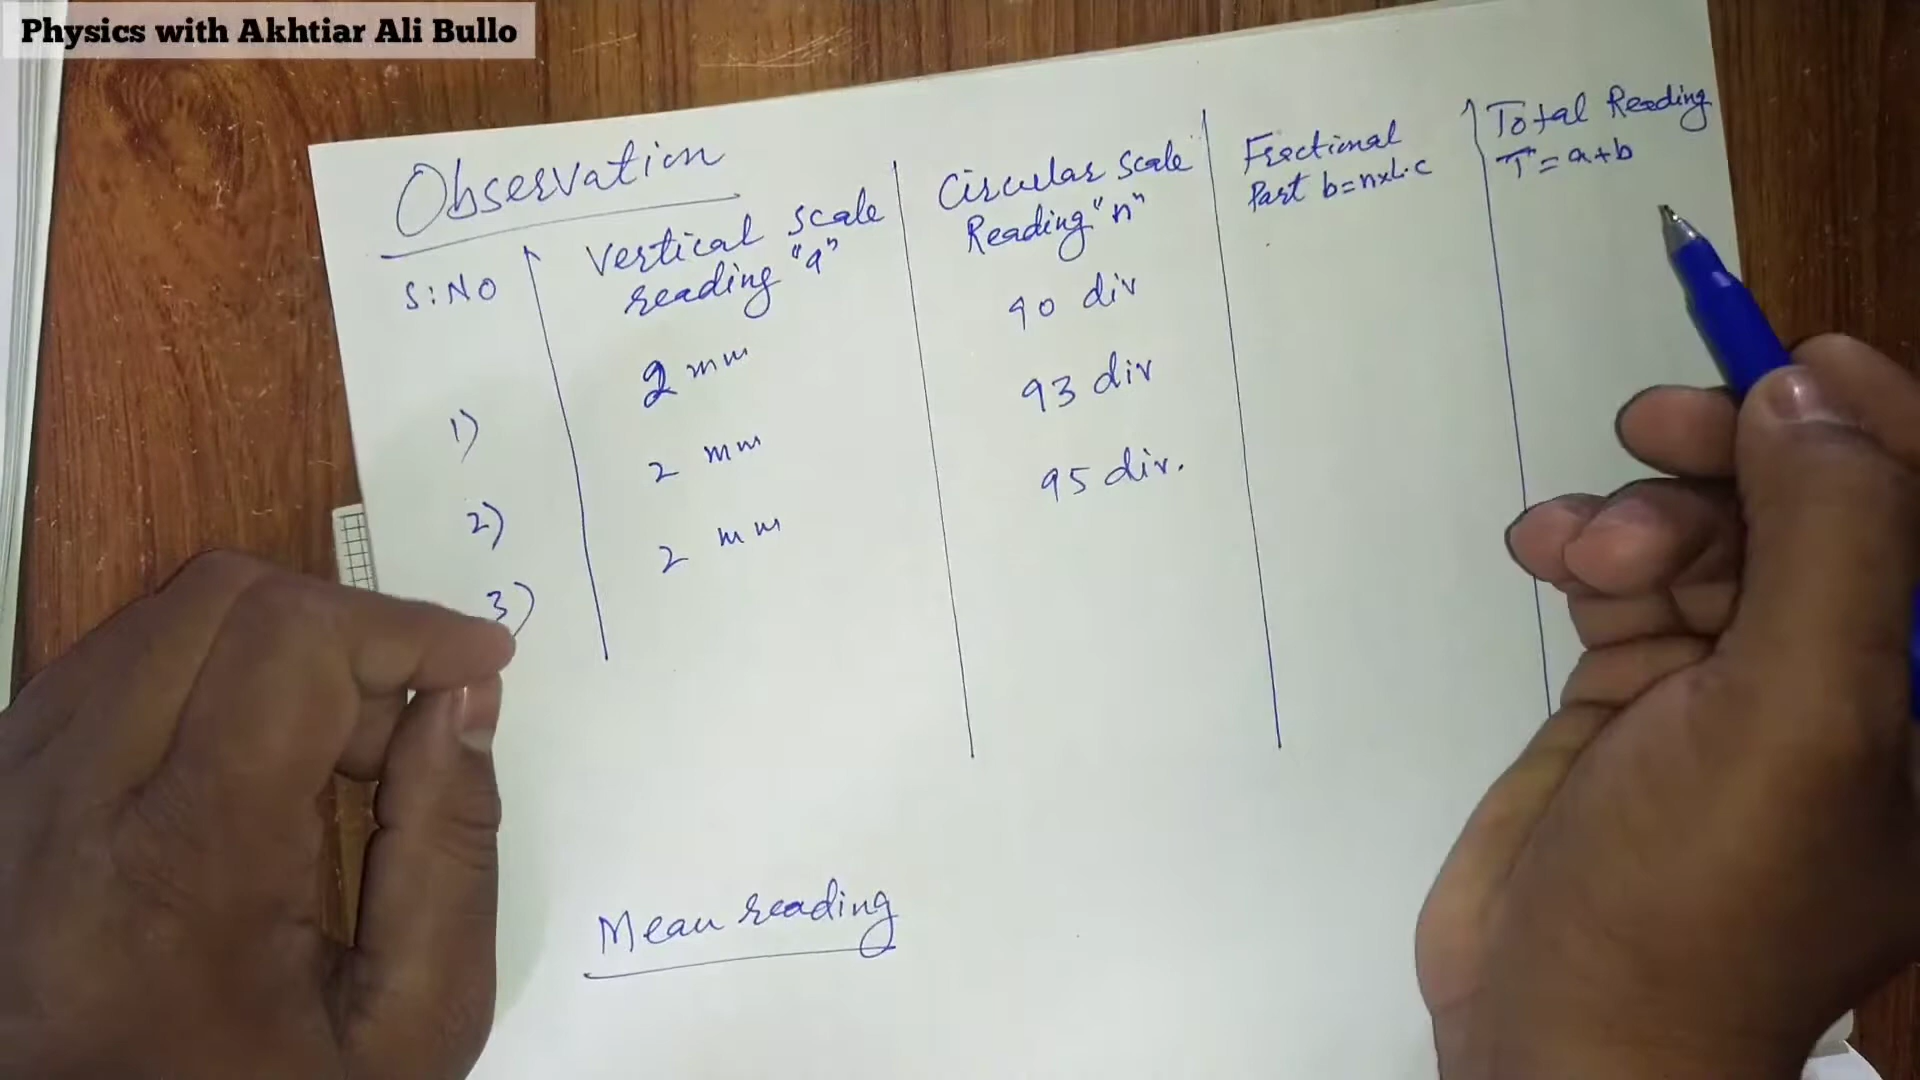 Physics with Akhtiar Ali Bullo
Observation
S:NO
Vertical Scale
reading "a"
Circular Scale
Reading "n"
Fractional
Part b=nxL.c
Total Reading
T = a+b
1)
2 mm
90 div
2)
2 mm
93 div
3)
2 mm
95 div.
Mean reading